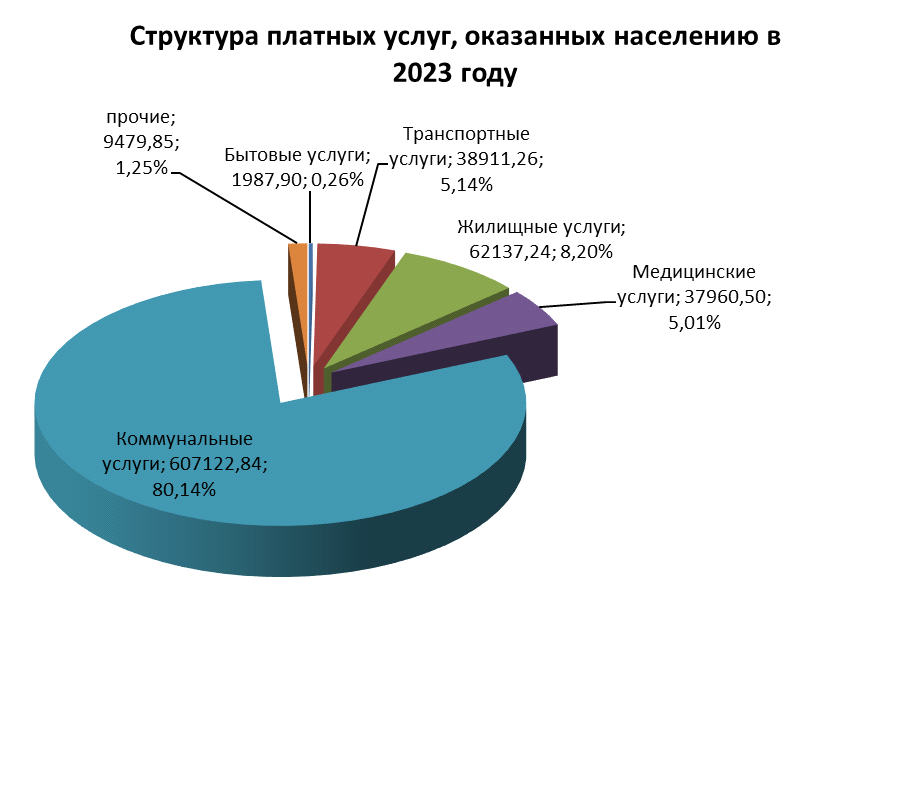 Структура платных услуг, оказанных населению в
2023 году
прочие;
9479,85;
1,25%
Бытовые услуги;
1987,90; 0,26%
Транспортные
услуги; 38911,26;
5,14%
Жилищные услуги;
62137,24; 8,20%
Медицинские
услуги; 37960,50;
5,01%
Коммунальные
услуги; 607122,84;
80,14%